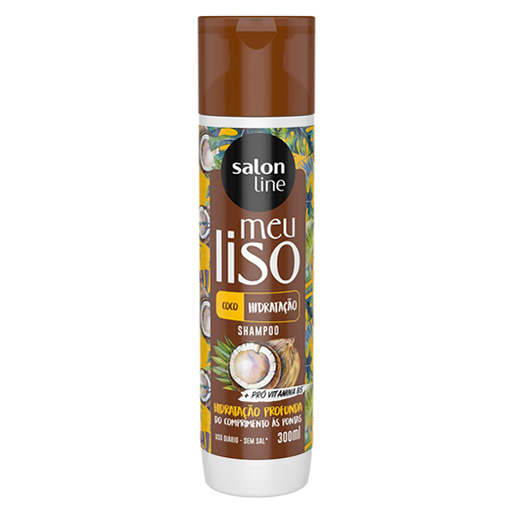 salon
line
meu
liso
COCO HIDRATAÇÃO
SHAMPOO
+ PRÓ VITAMINA B5
HIDRATAÇÃO PROFUNDA
DO COMPRIMENTO ÀS PONTAS
USO DIÁRIO - SEM SAL* 300ml